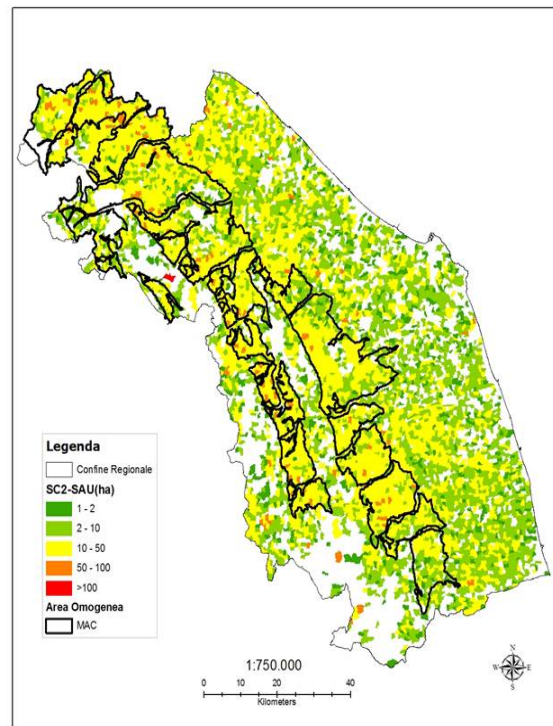 Legenda
Confine Regionale
SC2-SAU(ha)
1 - 2
2 - 10
10 - 50
50 - 100
>100
Area Omogenea
MAC
1:750.000
0 10 20 40
Kilometers
N
W E
S